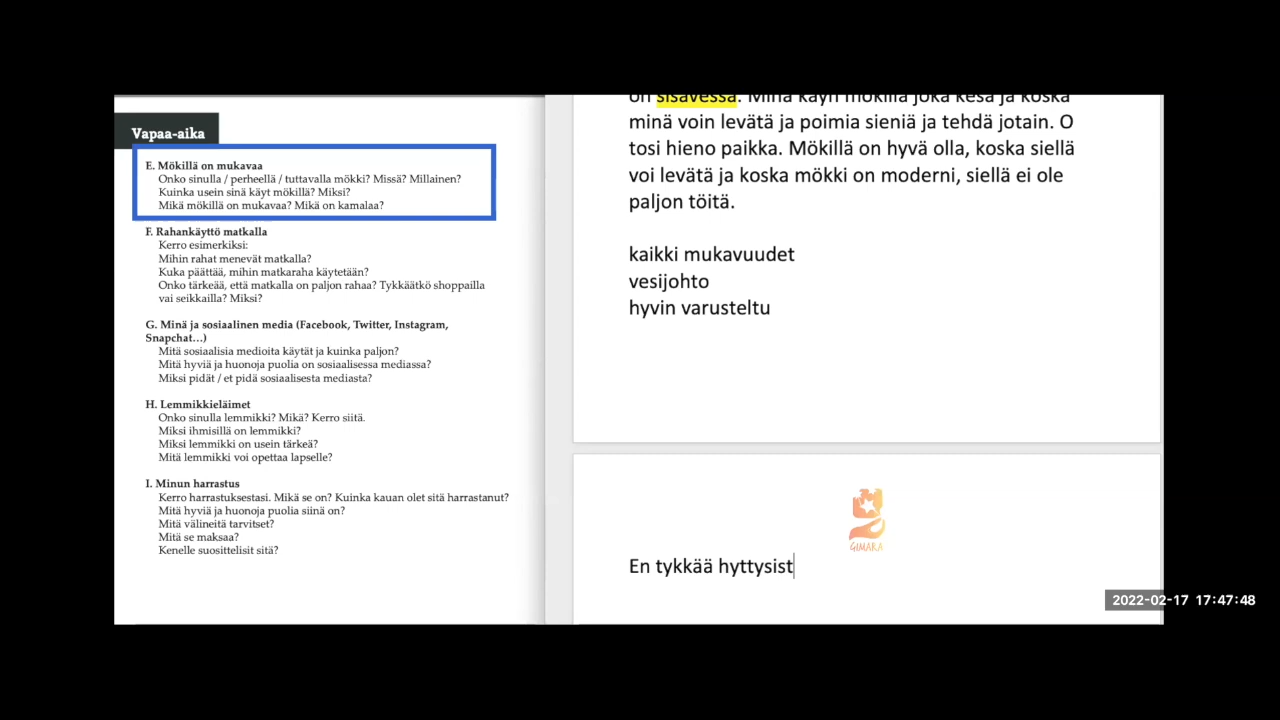 Vapaa-aika
E. Mökillä on mukavaa
Onko sinulla / perheellä / tuttavalla mökki? Missä? Millainen?
Kuinka usein sinä käyt mökillä? Miksi?
Mikä mökillä on mukavaa? Mikä on kamalaa?
F. Rahankäyttö matkalla
Kerro esimerkiksi:
Mihin rahat menevät matkalla?
Kuka päättää, mihin matkaraha käytetään?
Onko tärkeää, että matkalla on paljon rahaa? Tykkäätkö shoppailla
vai seikkailla? Miksi?
G. Minä ja sosiaalinen media (Facebook, Twitter, Instagram,
Snapchat...)
Mitä sosiaalisia medioita käytät ja kuinka paljon?
Mitä hyviä ja huonoja puolia on sosiaalisessa mediassa?
Miksi pidät / et pidä sosiaalisesta mediasta?
H. Lemmikkieläimet
Onko sinulla lemmikki? Mikä? Kerro siitä.
Miksi ihmisillä on lemmikki?
Miksi lemmikki on usein tärkeä?
Mitä lemmikki voi opettaa lapselle?
I. Minun harrastus
Kerro harrastuksestasi. Mikä se on? Kuinka kauan olet sitä harrastanut?
Mitä hyviä ja huonoja puolia siinä on?
Mitä välineitä tarvitset?
Mitä se maksaa?
Kenelle suosittelisit sitä?
on sisävessa. Minä käyn mökillä joka kesä ja koska
minä voin levätä ja poimia sieniä ja tehdä jotain. O
tosi hieno paikka. Mökillä on hyvä olla, koska siellä
voi levätä ja koska mökki on moderni, siellä ei ole
paljon töitä.
kaikki mukavuudet
vesijohto
hyvin varusteltu
GIMARA
En tykkää hyttysist
2022-02-17 17:47:48